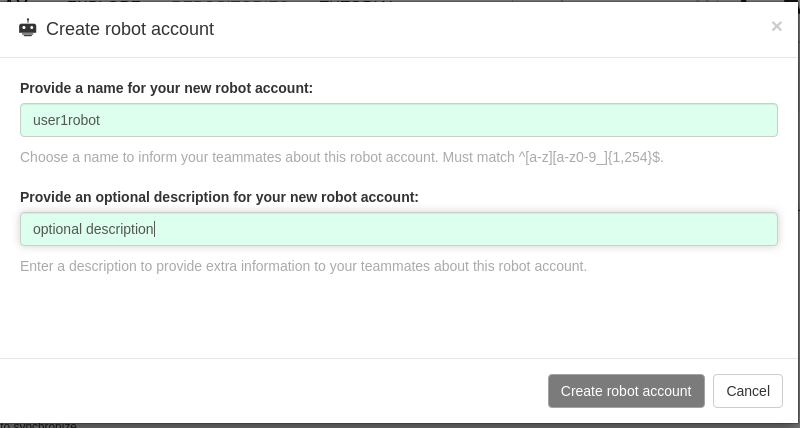 Create robot account
×
Provide a name for your new robot account:
user1robot
Choose a name to inform your teammates about this robot account. Must match ^[a-z][a-z0-9_]{1,254}$.
Provide an optional description for your new robot account:
optional description
Enter a description to provide extra information to your teammates about this robot account.
Create robot account
Cancel
to synchronize